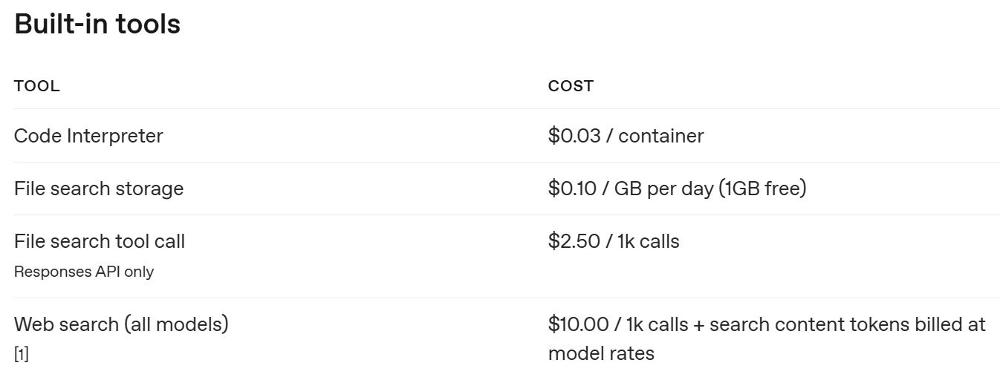 Built-in tools
TOOL COST
Code Interpreter $0.03 / container
File search storage $0.10 / GB per day (1GB free)
File search tool call $2.50 / 1k calls
Responses API only
Web search (all models) $10.00 / 1k calls + search content tokens billed at
[1] model rates